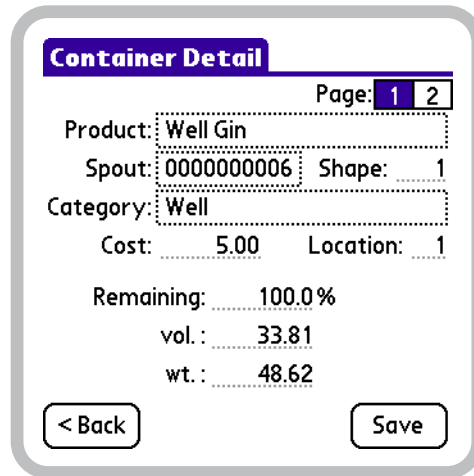 Container Detail
Page: 1 2
Product: Well Gin
Spout: 0000000006 Shape: 1
Category: Well
Cost: 5.00 Location: 1
Remaining: 100.0%
vol.: 33.81
wt.: 48.62
< Back Save